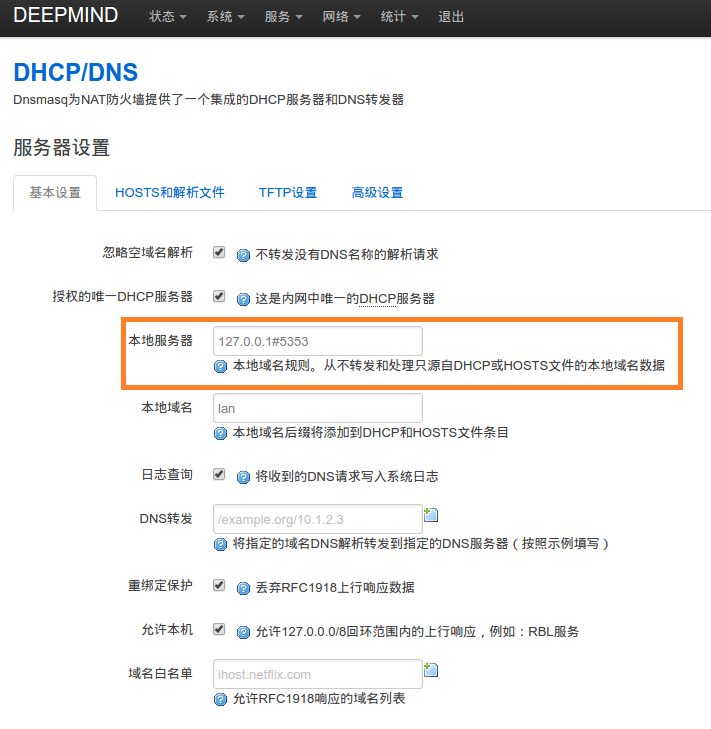 DEEPMIND 状态 系统 服务 网络 统计 退出
DHCP/DNS
Dnsmasq为NAT防火墙提供了一个集成的DHCP服务器和DNS转发器
服务器设置
基本设置 HOSTS和解析文件 TFTP设置 高级设置
忽略空域名解析 不转发没有DNS名称的解析请求
授权的唯一DHCP服务器 这是内网中唯一的DHCP服务器
本地服务器 127.0.0.1#5353
本地域名规则。从不转发和处理只源自DHCP或HOSTS文件的本地域名数据
本地域名 lan
本地域名后缀将添加到DHCP和HOSTS文件条目
日志查询 将收到的DNS请求写入系统日志
DNS转发 /example.org/10.1.2.3
将指定的域名DNS解析转发到指定的DNS服务器（按照示例填写）
重绑定保护 丢弃RFC1918上行响应数据
允许本机 允许127.0.0.0/8回环范围内的上行响应，例如：RBL服务
域名白名单 ihost.netflix.com
允许RFC1918响应的域名列表